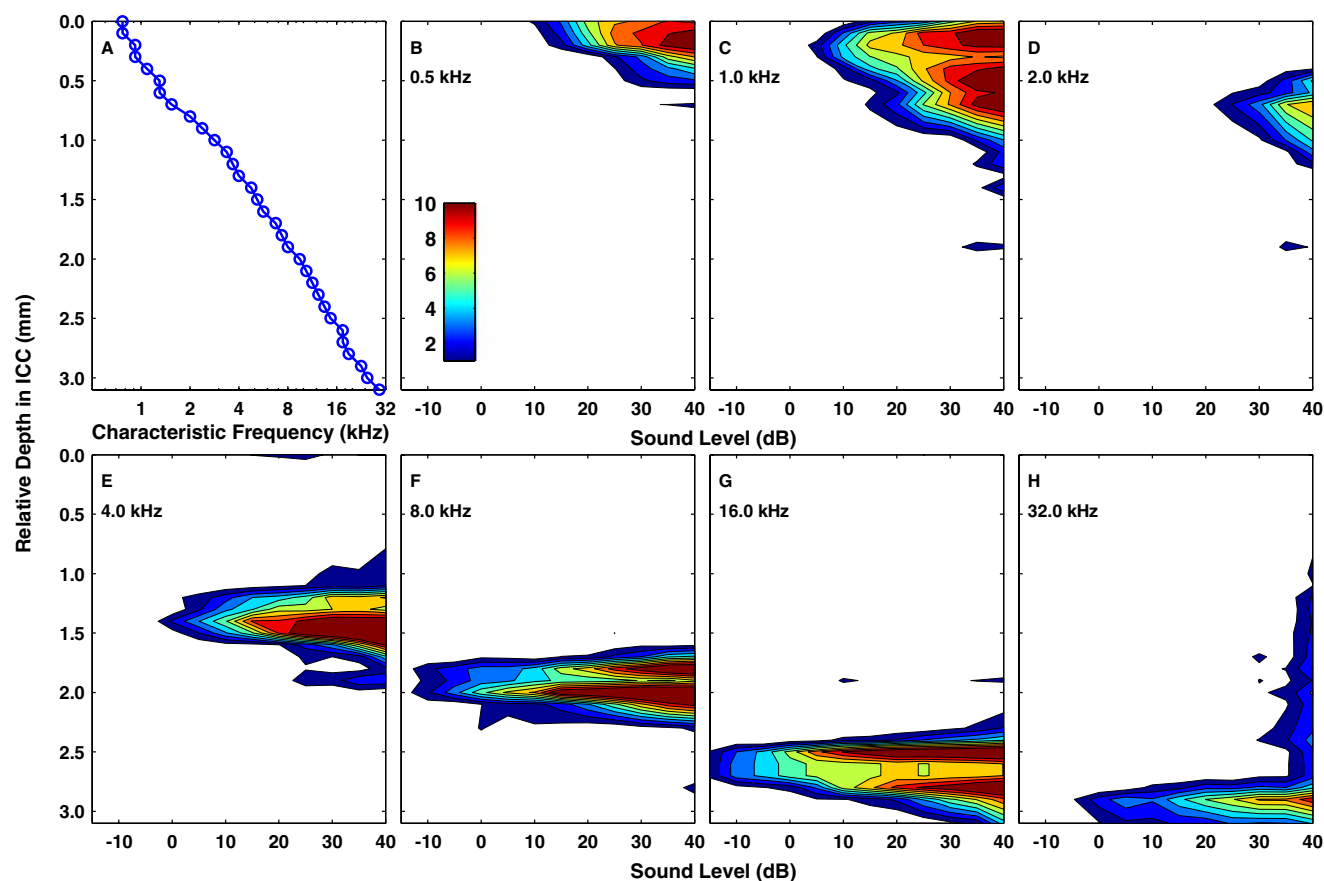 0.0
0.5
1.0
1.5
2.0
2.5
3.0
A
1 2 4 8 16 32
Characteristic Frequency (kHz)
B
0.5 kHz
10
8
6
4
2
-10 0 10 20 30 40
C
1.0 kHz
-10 0 10 20 30 40
D
2.0 kHz
-10 0 10 20 30 40
Sound Level (dB)
Relative Depth in ICC (mm)
0.0
0.5
1.0
1.5
2.0
2.5
3.0
E
4.0 kHz
-10 0 10 20 30 40
F
8.0 kHz
-10 0 10 20 30 40
G
16.0 kHz
-10 0 10 20 30 40
H
32.0 kHz
-10 0 10 20 30 40
Sound Level (dB)